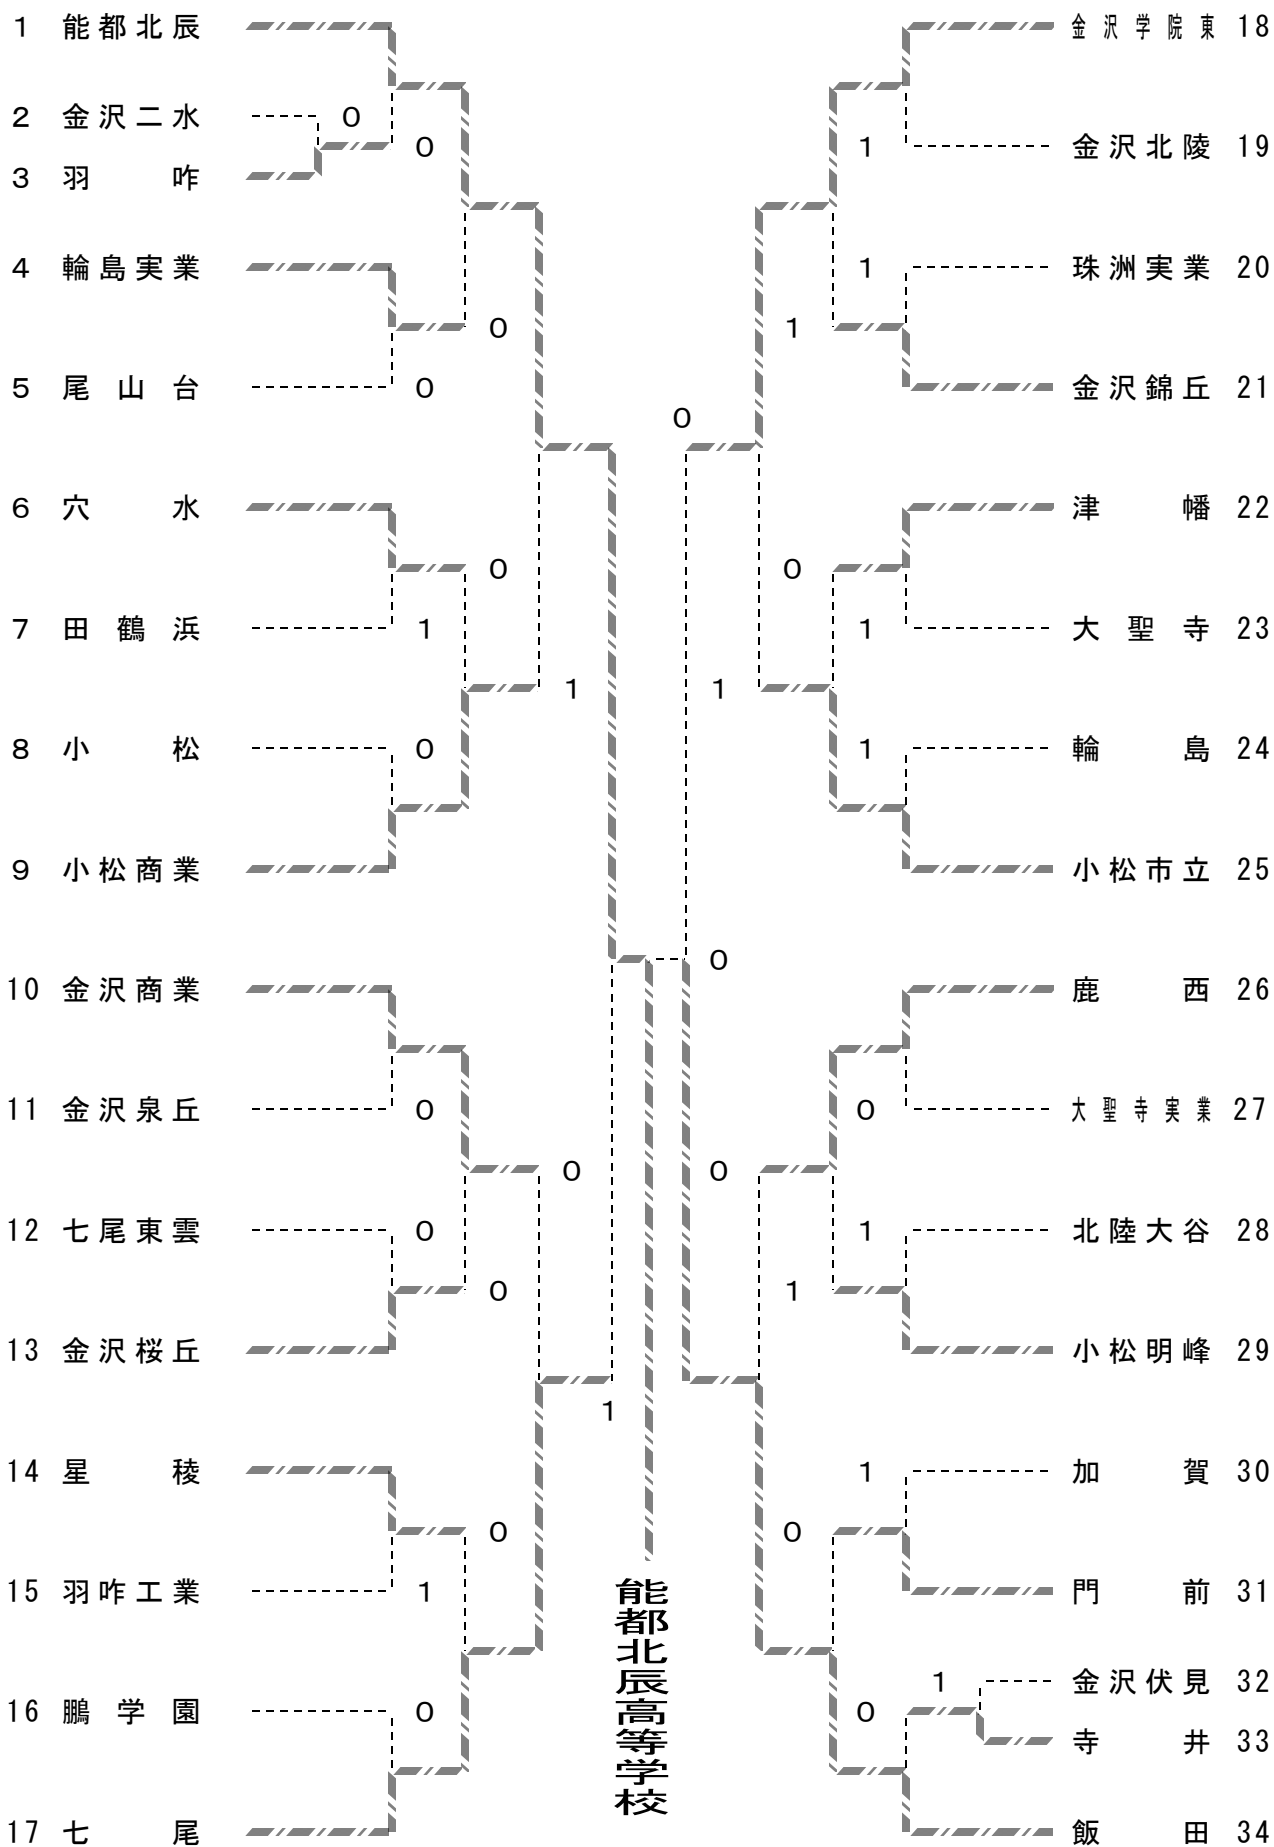 1 能都北辰
2 金沢二水
3 羽咋
4 輪島実業
5 尾山台
6 穴水
7 田鶴浜
8 小松
9 小松商業
10 金沢商業
11 金沢泉丘
12 七尾東雲
13 金沢桜丘
14 星稜
15 羽咋工業
16 鵬学園
17 七尾
0
0
0
0
0
1
0
1
0
0
0
0
1
0
1
0
能都北辰高等学校
0
0
1
0
1
1
1
0
1
1
0
1
1
1
0
0
1
金沢学院東 18
金沢北陵 19
珠洲実業 20
金沢錦丘 21
津幡 22
大聖寺 23
輪島 24
小松市立 25
鹿西 26
大聖寺実業 27
北陸大谷 28
小松明峰 29
加賀 30
門前 31
金沢伏見 32
寺井 33
飯田 34